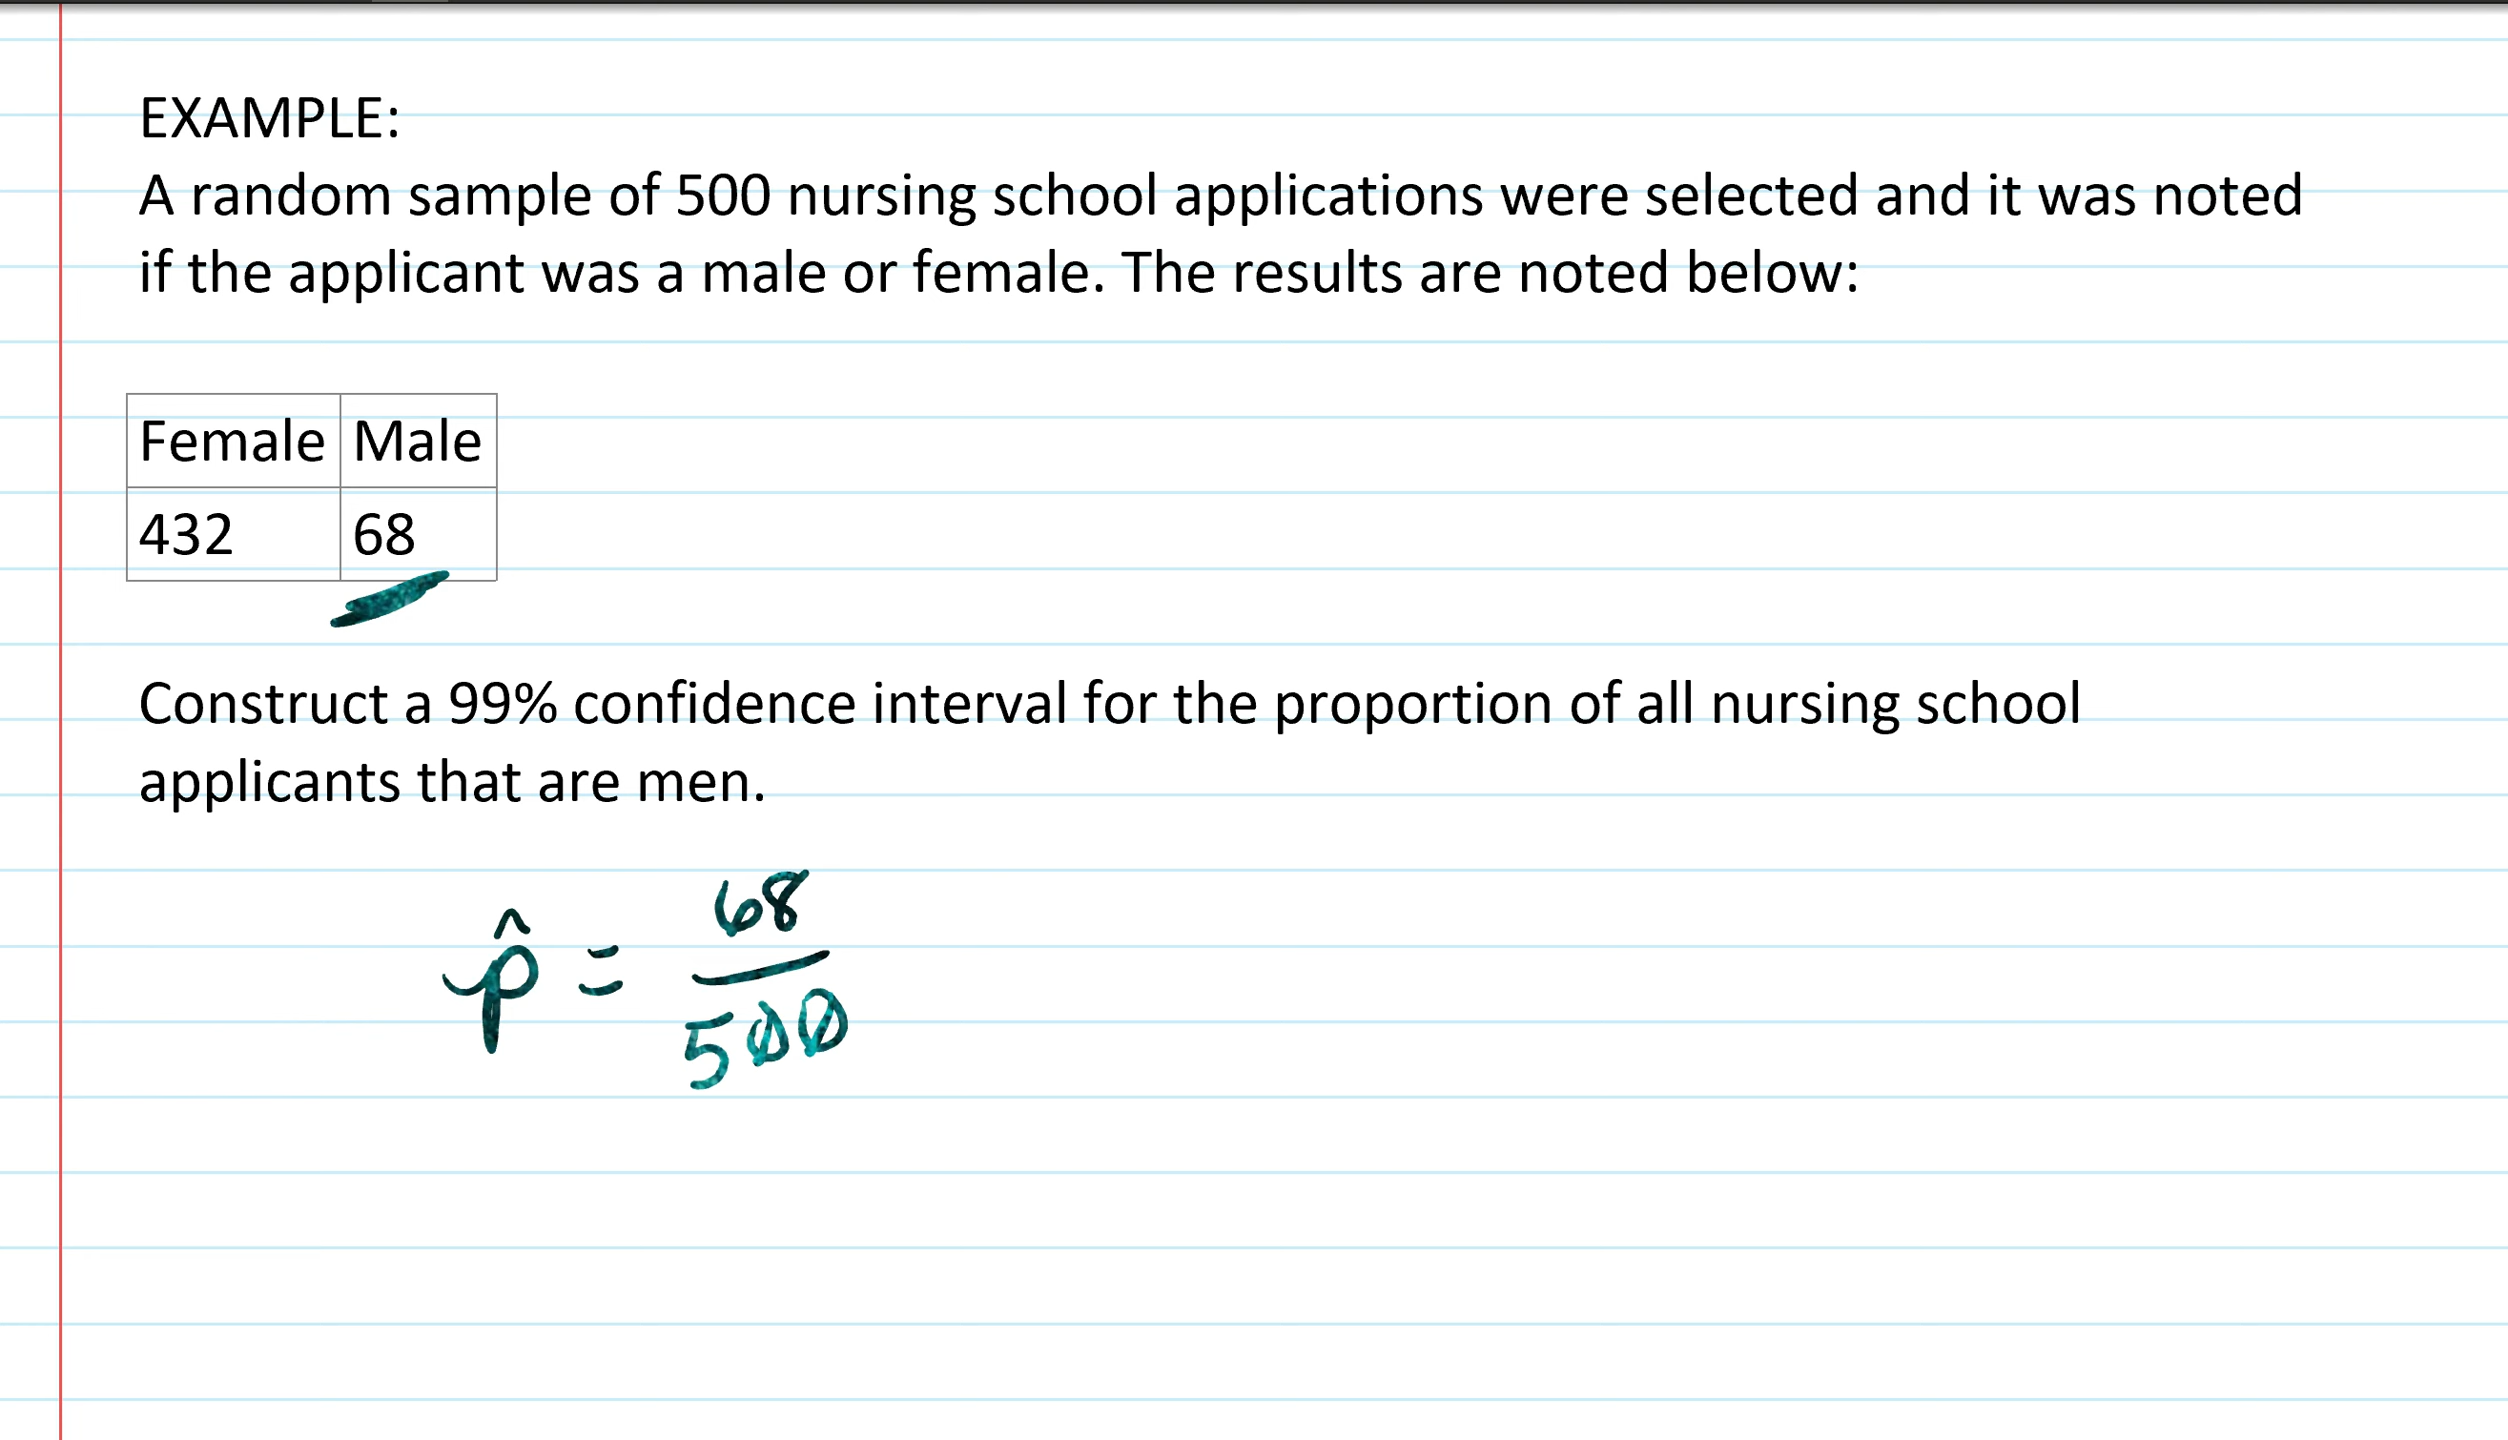 EXAMPLE:
A random sample of 500 nursing school applications were selected and it was noted
if the applicant was a male or female. The results are noted below:
Female Male
432 68
Construct a 99% confidence interval for the proportion of all nursing school
applicants that are men.
p̂ = 68
500